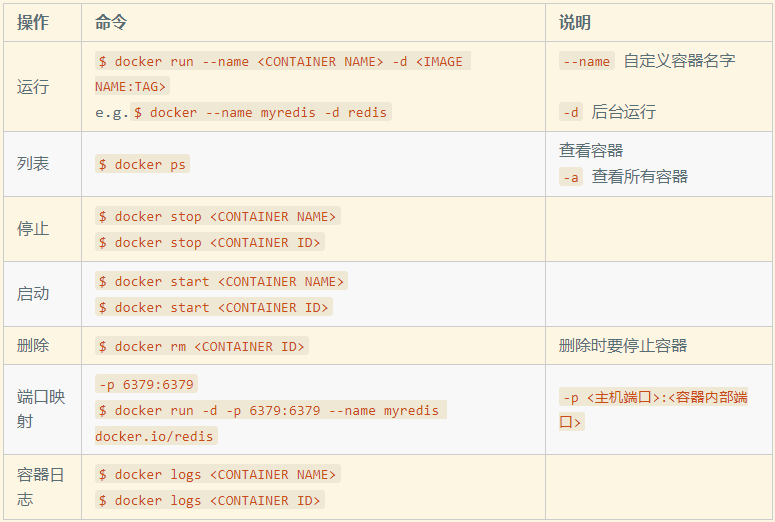 操作 命令 说明
运行 $ docker run --name <CONTAINER NAME> -d <IMAGE
NAME:TAG>
e.g. $ docker --name myredis -d redis
--name 自定义容器名字
-d 后台运行
列表 $ docker ps
查看容器
-a 查看所有容器
停止
$ docker stop <CONTAINER NAME>
$ docker stop <CONTAINER ID>
启动
$ docker start <CONTAINER NAME>
$ docker start <CONTAINER ID>
删除 $ docker rm <CONTAINER ID> 删除时要停止容器
端口映
射
-p 6379:6379
$ docker run -d -p 6379:6379 --name myredis
docker.io/redis
-p <主机端口>:<容器内部端
口>
容器日
志
$ docker logs <CONTAINER NAME>
$ docker logs <CONTAINER ID>